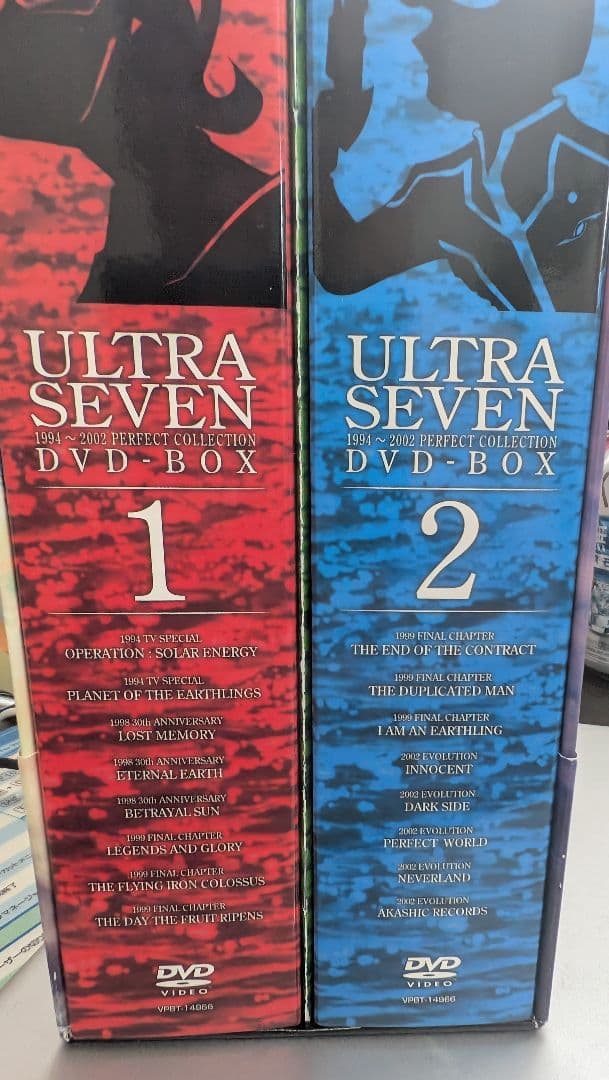 ULTRA
SEVEN
1994～2002 PERFECT COLLECTION
DVD-BOX
1
1994 TV SPECIAL
OPERATION : SOLAR ENERGY
1994 TV SPECIAL
PLANET OF THE EARTHLINGS
1998 30th ANNIVERSARY
LOST MEMORY
1998 30th ANNIVERSARY
ETERNAL EARTH
1998 30th ANNIVERSARY
BETRAYAL SUN
1999 FINAL CHAPTER
LEGENDS AND GLORY
1999 FINAL CHAPTER
THE FLYING IRON COLOSSUS
1999 FINAL CHAPTER
THE DAY THE FRUIT RIPENS
DVD
VIDEO
VPBT-14966
ULTRA
SEVEN
1994～2002 PERFECT COLLECTION
DVD-BOX
2
1999 FINAL CHAPTER
THE END OF THE CONTRACT
1999 FINAL CHAPTER
THE DUPLICATED MAN
1999 FINAL CHAPTER
I AM AN EARTHLING
2002 EVOLUTION
INNOCENT
2002 EVOLUTION
DARK SIDE
2002 EVOLUTION
PERFECT WORLD
2002 EVOLUTION
NEVERLAND
2002 EVOLUTION
AKASHIC RECORDS
DVD
VIDEO
VPBT-14966